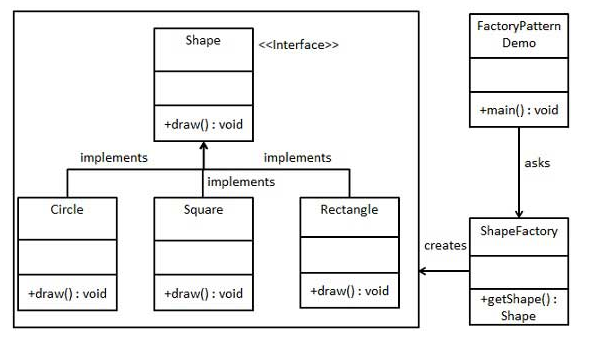 Shape
<<Interface>>
+draw() : void
implements
implements
implements
Circle
+draw() : void
Square
+draw() : void
Rectangle
+draw() : void
FactoryPattern
Demo
+main() : void
asks
ShapeFactory
+getShape() :
Shape
creates